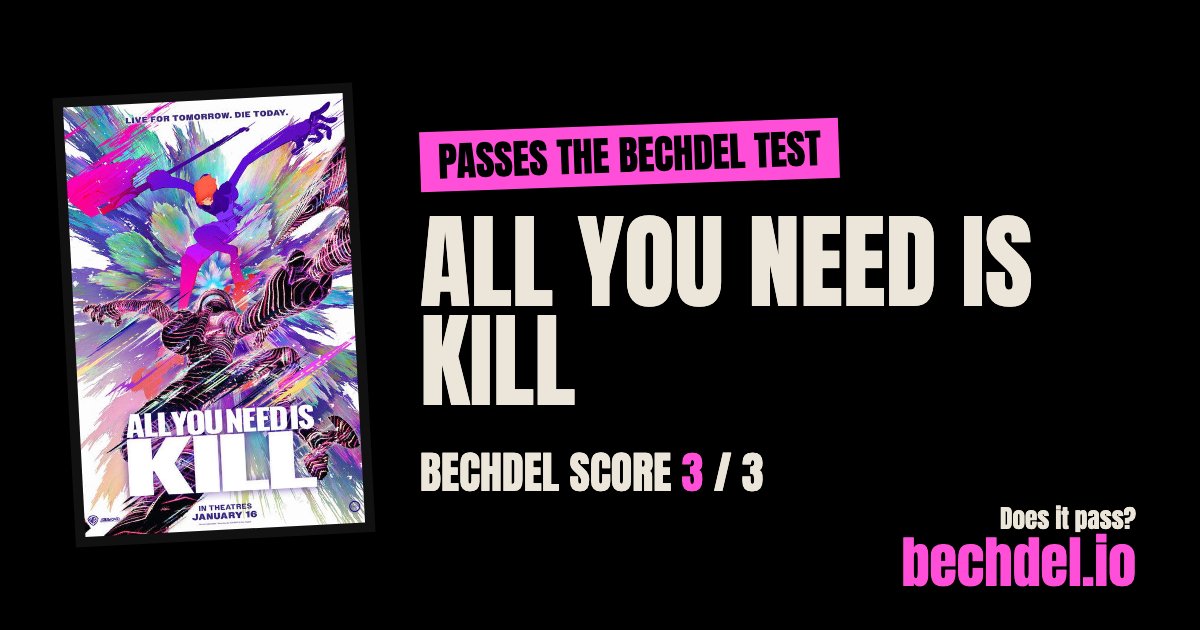 LIVE FOR TOMORROW. DIE TODAY.
ALL YOU NEED IS
KILL
IN THEATRES
JANUARY 16
PASSES THE BECHDEL TEST
ALL YOU NEED IS
KILL
BECHDEL SCORE 3 / 3
Does it pass?
bechdel.io